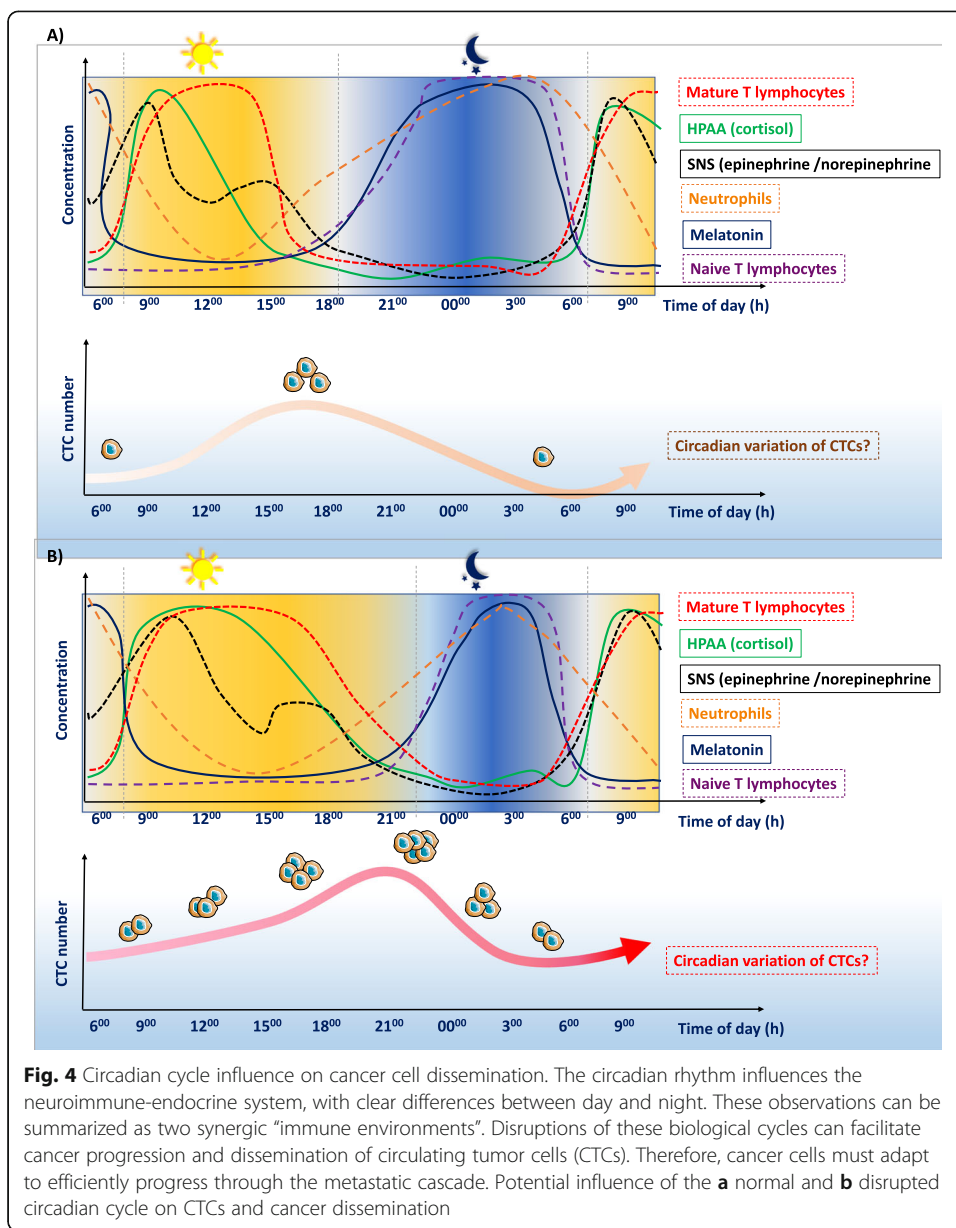 A)
Concentration
Mature T lymphocytes
HPAA (cortisol)
SNS (epinephrine /norepinephrine
Neutrophils
Melatonin
Naive T lymphocytes
6⁰⁰ 9⁰⁰ 12⁰⁰ 15⁰⁰ 18⁰⁰ 21⁰⁰ 00⁰⁰ 3⁰⁰ 6⁰⁰ 9⁰⁰ Time of day (h)
CTC number
Circadian variation of CTCs?
6⁰⁰ 9⁰⁰ 12⁰⁰ 15⁰⁰ 18⁰⁰ 21⁰⁰ 00⁰⁰ 3⁰⁰ 6⁰⁰ 9⁰⁰ Time of day (h)
B)
Concentration
Mature T lymphocytes
HPAA (cortisol)
SNS (epinephrine /norepinephrine
Neutrophils
Melatonin
Naive T lymphocytes
6⁰⁰ 9⁰⁰ 12⁰⁰ 15⁰⁰ 18⁰⁰ 21⁰⁰ 00⁰⁰ 3⁰⁰ 6⁰⁰ 9⁰⁰ Time of day (h)
CTC number
Circadian variation of CTCs?
6⁰⁰ 9⁰⁰ 12⁰⁰ 15⁰⁰ 18⁰⁰ 21⁰⁰ 00⁰⁰ 3⁰⁰ 6⁰⁰ 9⁰⁰ Time of day (h)
Fig. 4 Circadian cycle influence on cancer cell dissemination. The circadian rhythm influences the
neuroimmune-endocrine system, with clear differences between day and night. These observations can be
summarized as two synergic “immune environments”. Disruptions of these biological cycles can facilitate
cancer progression and dissemination of circulating tumor cells (CTCs). Therefore, cancer cells must adapt
to efficiently progress through the metastatic cascade. Potential influence of the a normal and b disrupted
circadian cycle on CTCs and cancer dissemination